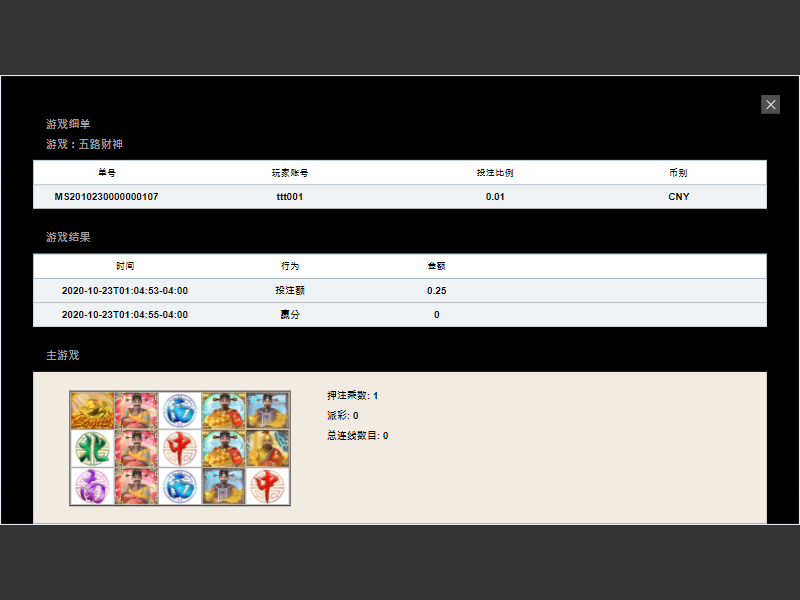 游戏细单
游戏：五路财神
单号 玩家账号 投注比例 币别
MS2010230000000107 ttt001 0.01 CNY
游戏结果
时间 行为 金额
2020-10-23T01:04:53-04:00 投注额 0.25
2020-10-23T01:04:55-04:00 赢分 0
主游戏
押注乘数: 1
派彩: 0
总连线数目: 0
北 中
南 中